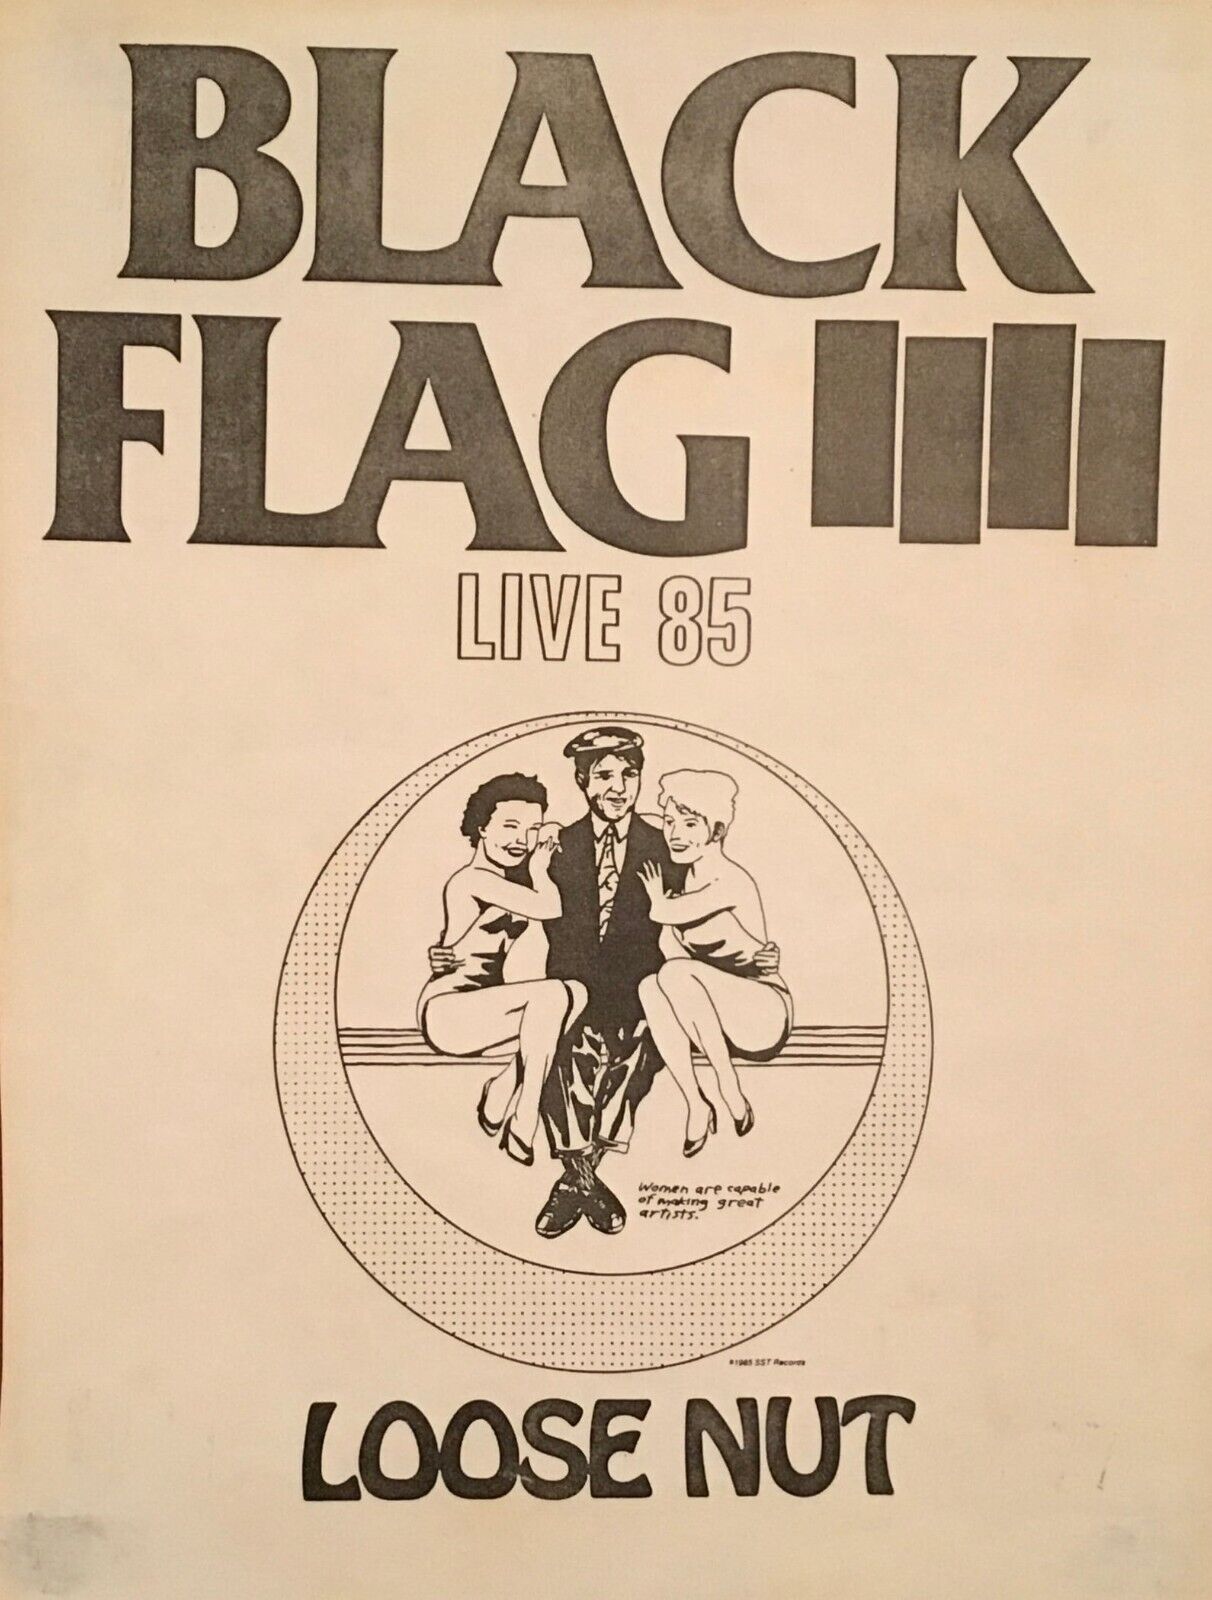 BLACK
FLAG
LIVE 85
Women are capable
of making great
artists.
©1985 SST Records
LOOSE NUT